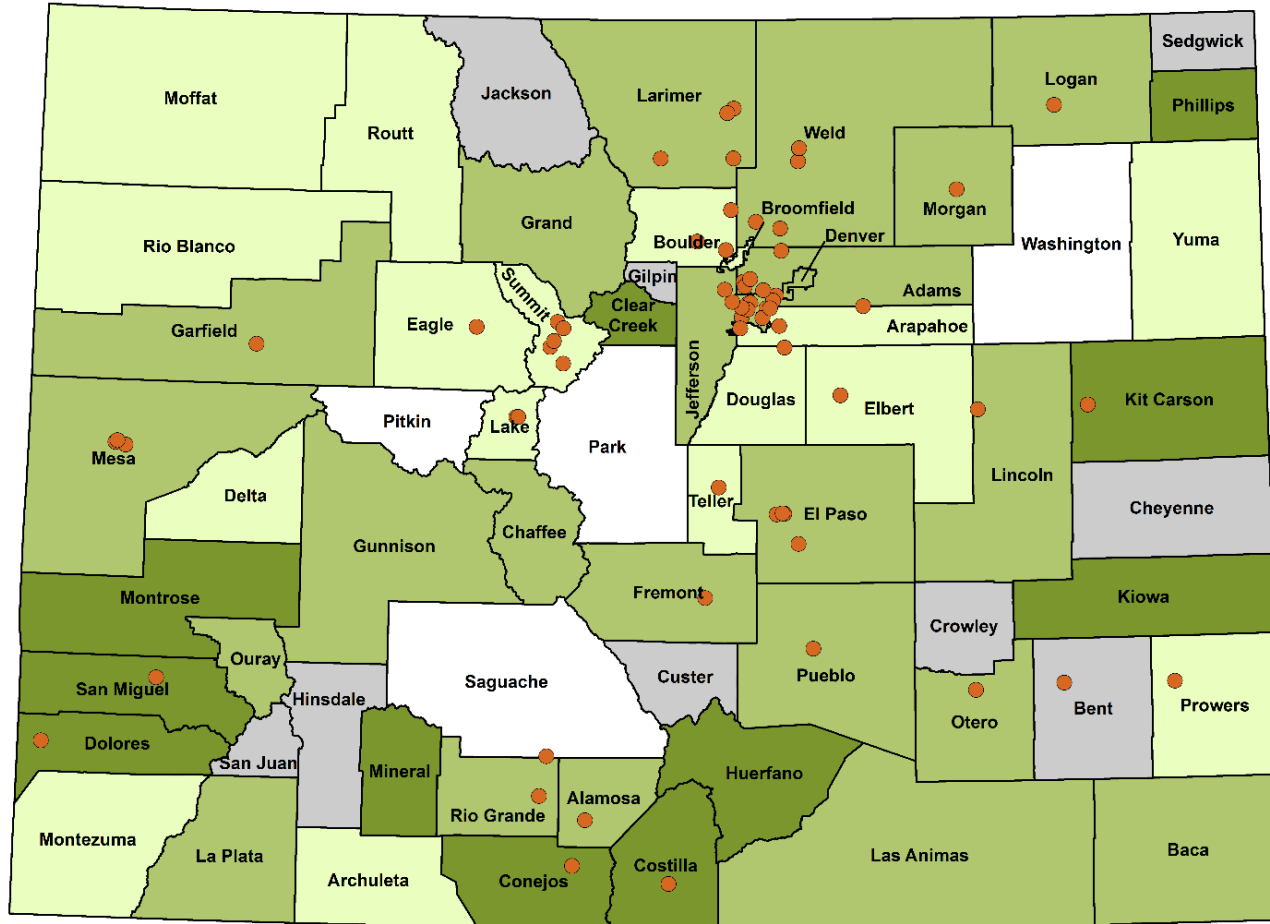 Sedgwick
Logan
Moffat
Jackson
Larimer
Phillips
Routt
Weld
Grand
Broomfield
Morgan
Rio Blanco
Boulder
Denver
Washington
Yuma
Gilpin
Summit
Clear
Creek
Adams
Garfield
Eagle
Arapahoe
Jefferson
Douglas
Elbert
Kit Carson
Pitkin
Lake
Park
Mesa
Lincoln
Delta
Teller
El Paso
Cheyenne
Gunnison
Chaffee
Montrose
Fremont
Kiowa
Crowley
Ouray
Saguache
Custer
Pueblo
San Miguel
Hinsdale
Otero
Bent
Prowers
Dolores
San Juan
Mineral
Huerfano
Rio Grande
Alamosa
Montezuma
La Plata
Las Animas
Baca
Archuleta
Conejos
Costilla